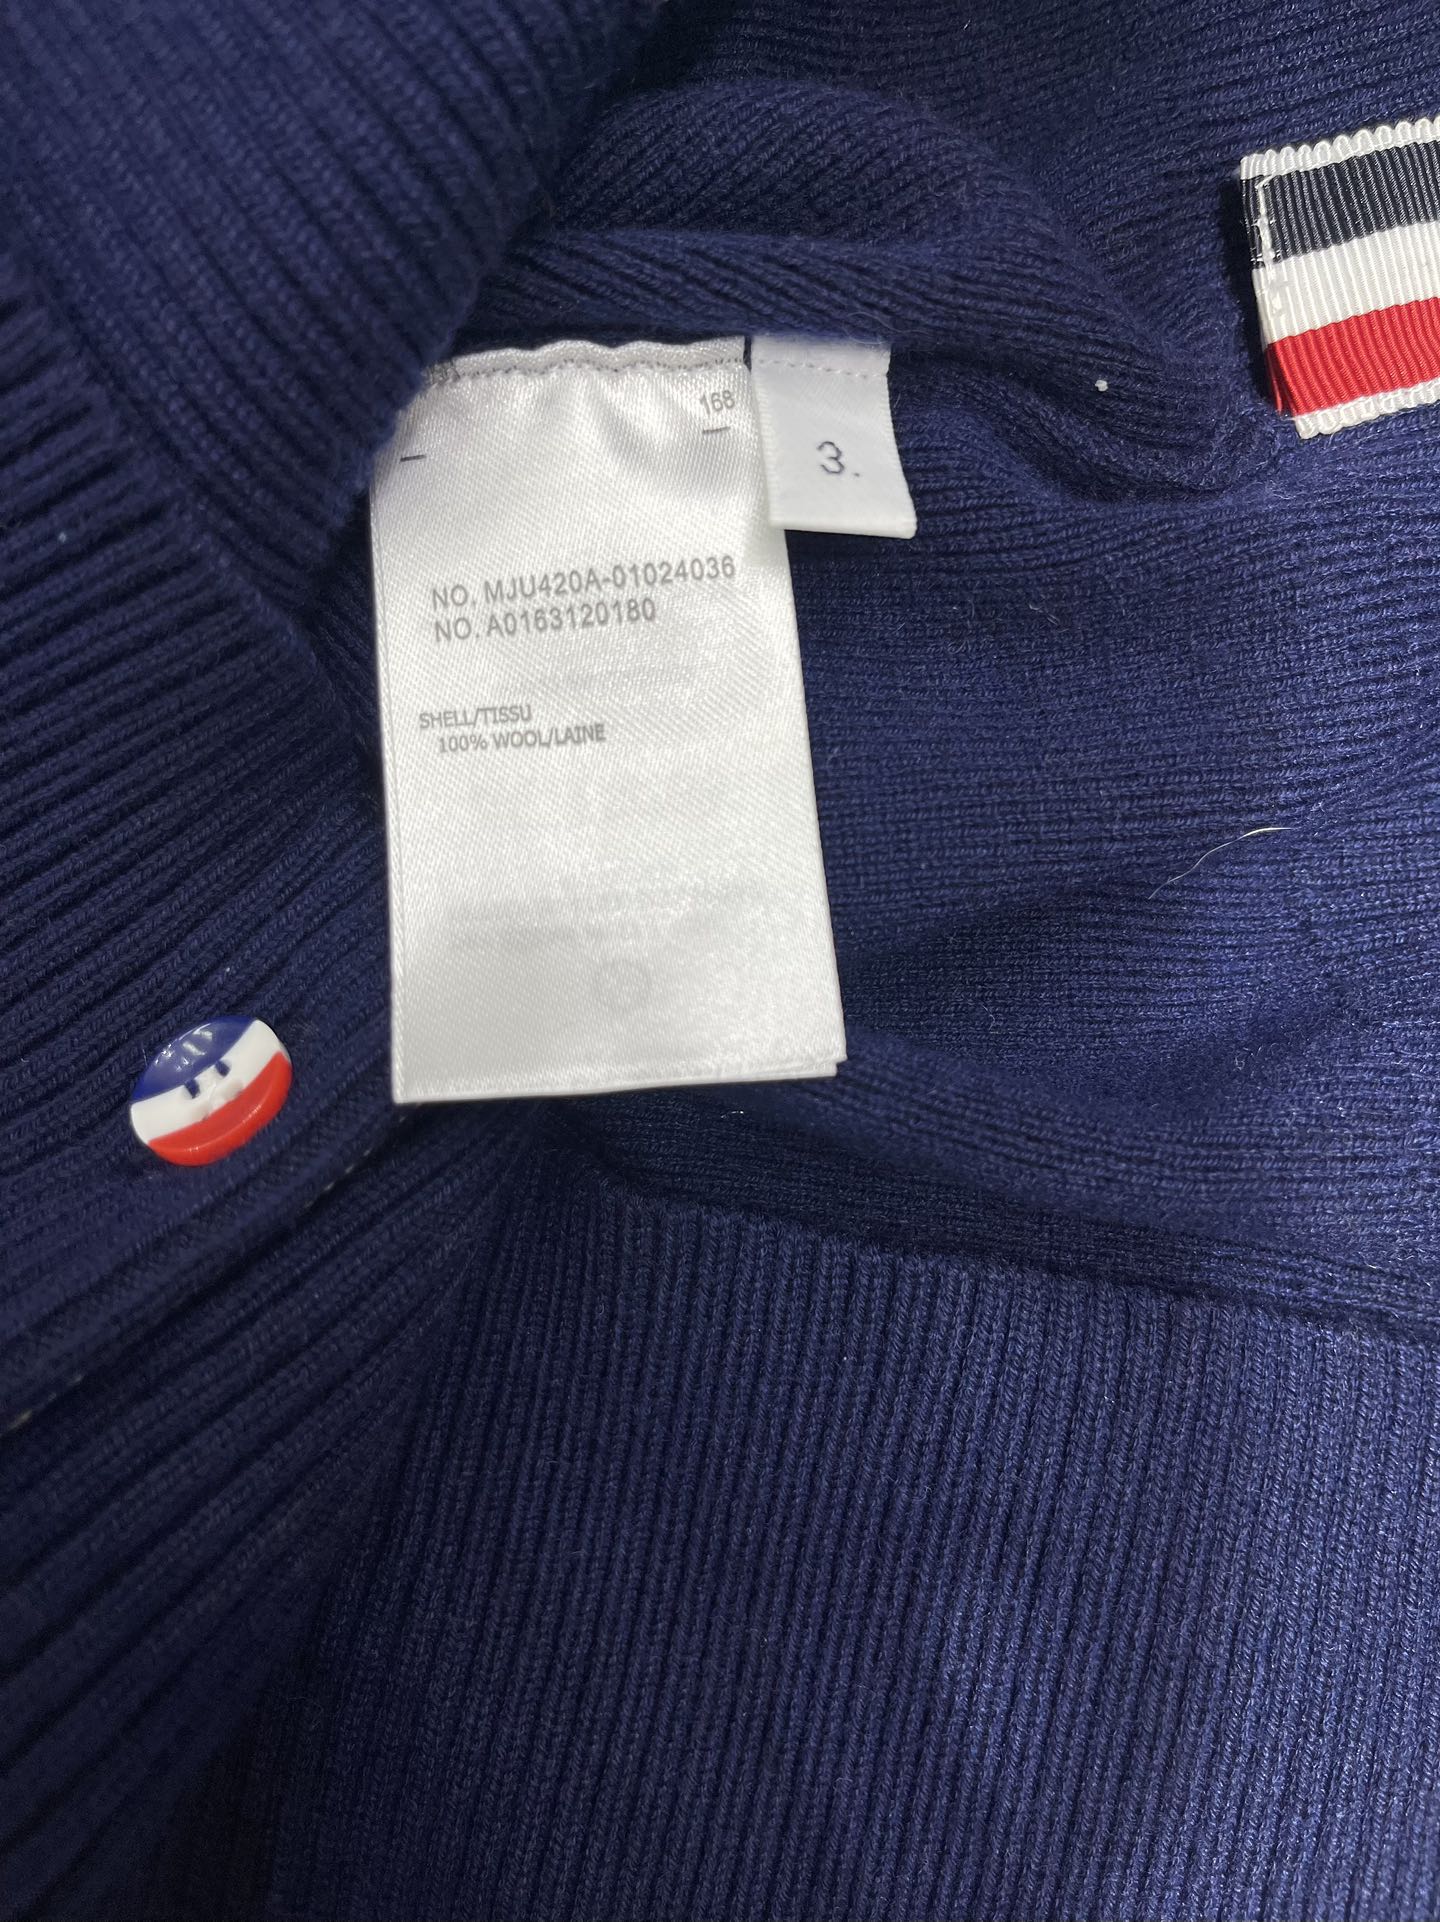 168
3.
NO. MJU420A-01024036
NO. A0163120180
SHELL/TISSU
100% WOOL/LAINE